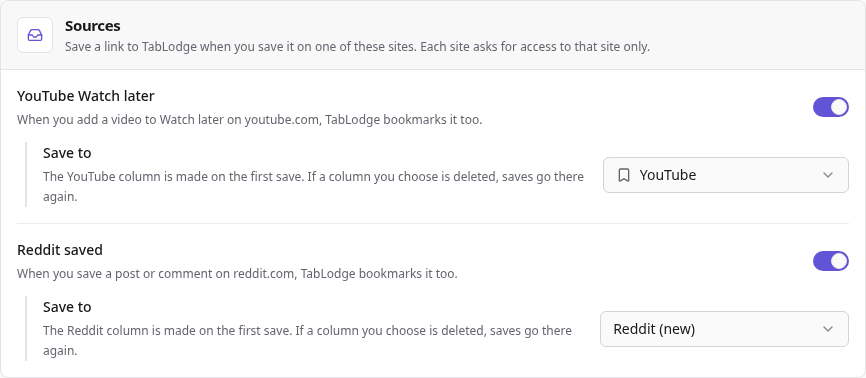 Sources
Save a link to TabLodge when you save it on one of these sites. Each site asks for access to that site only.
YouTube Watch later
When you add a video to Watch later on youtube.com, TabLodge bookmarks it too.
Save to
The YouTube column is made on the first save. If a column you choose is deleted, saves go there
again.
YouTube
Reddit saved
When you save a post or comment on reddit.com, TabLodge bookmarks it too.
Save to
The Reddit column is made on the first save. If a column you choose is deleted, saves go there
again.
Reddit (new)